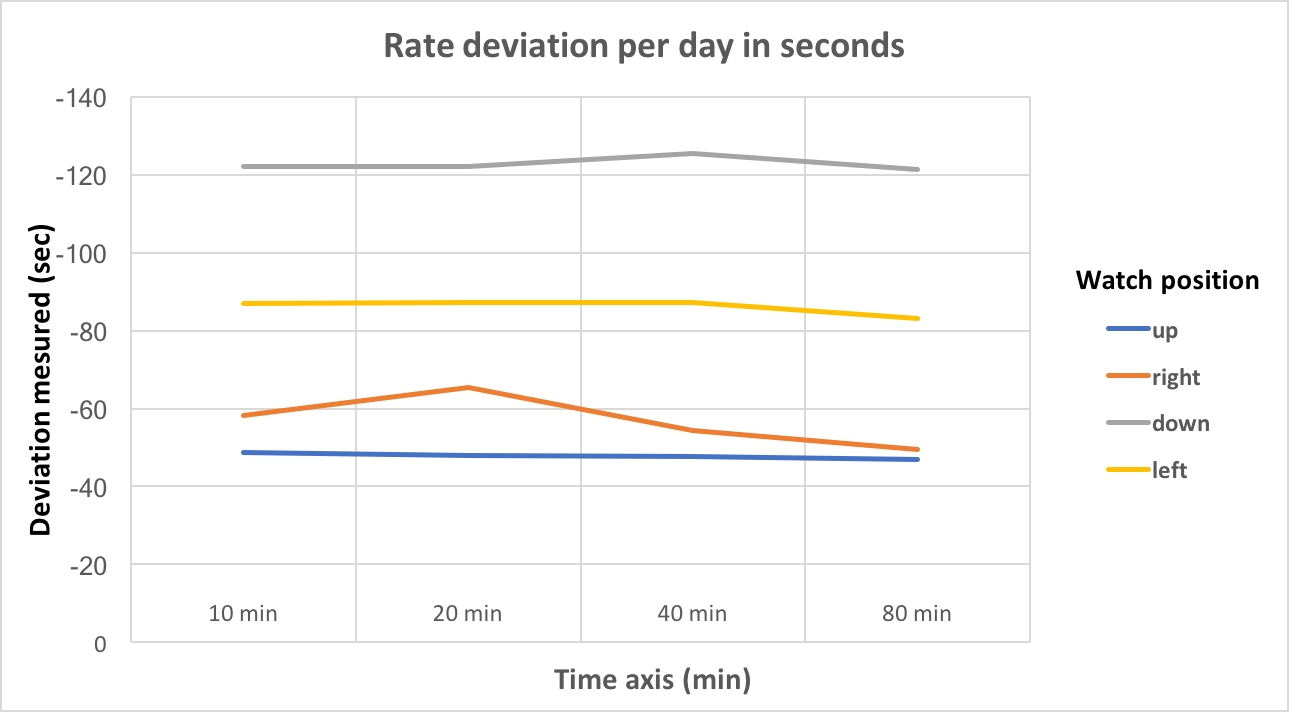 Rate deviation per day in seconds
-140
-120
-100
-80
-60
-40
-20
0
Deviation mesured (sec)
10 min
20 min
40 min
80 min
Time axis (min)
Watch position
up
right
down
left